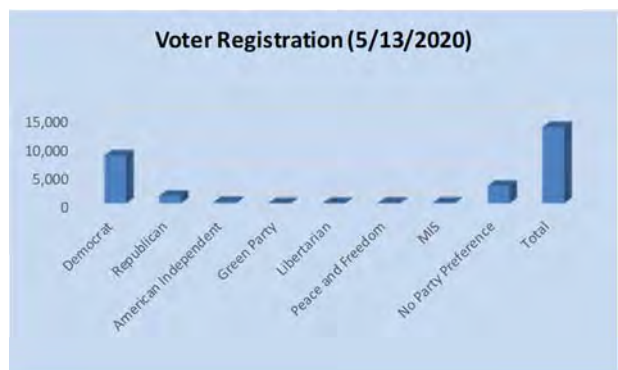 Voter Registration (5/13/2020)
15,000
10,000
5,000
0
Democrat
Republican
American Independent
Green Party
Libertarian
Peace and Freedom
MIS
No Party Preference
Total